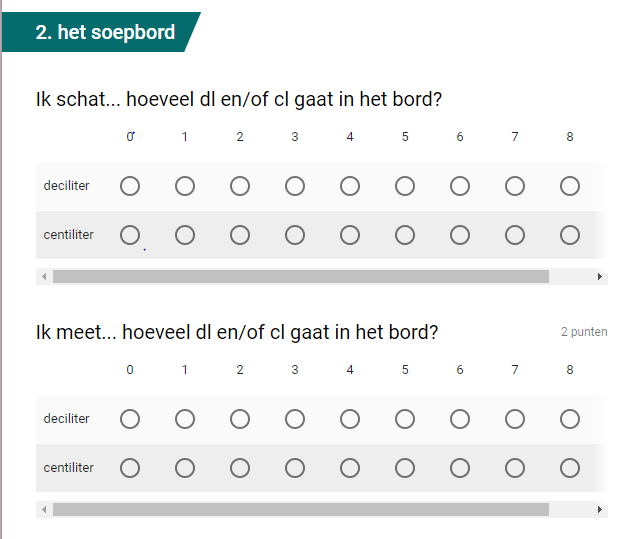 2. het soepbord
Ik schat... hoeveel dl en/of cl gaat in het bord?
0 1 2 3 4 5 6 7 8
deciliter
centiliter
Ik meet... hoeveel dl en/of cl gaat in het bord? 2 punten
0 1 2 3 4 5 6 7 8
deciliter
centiliter